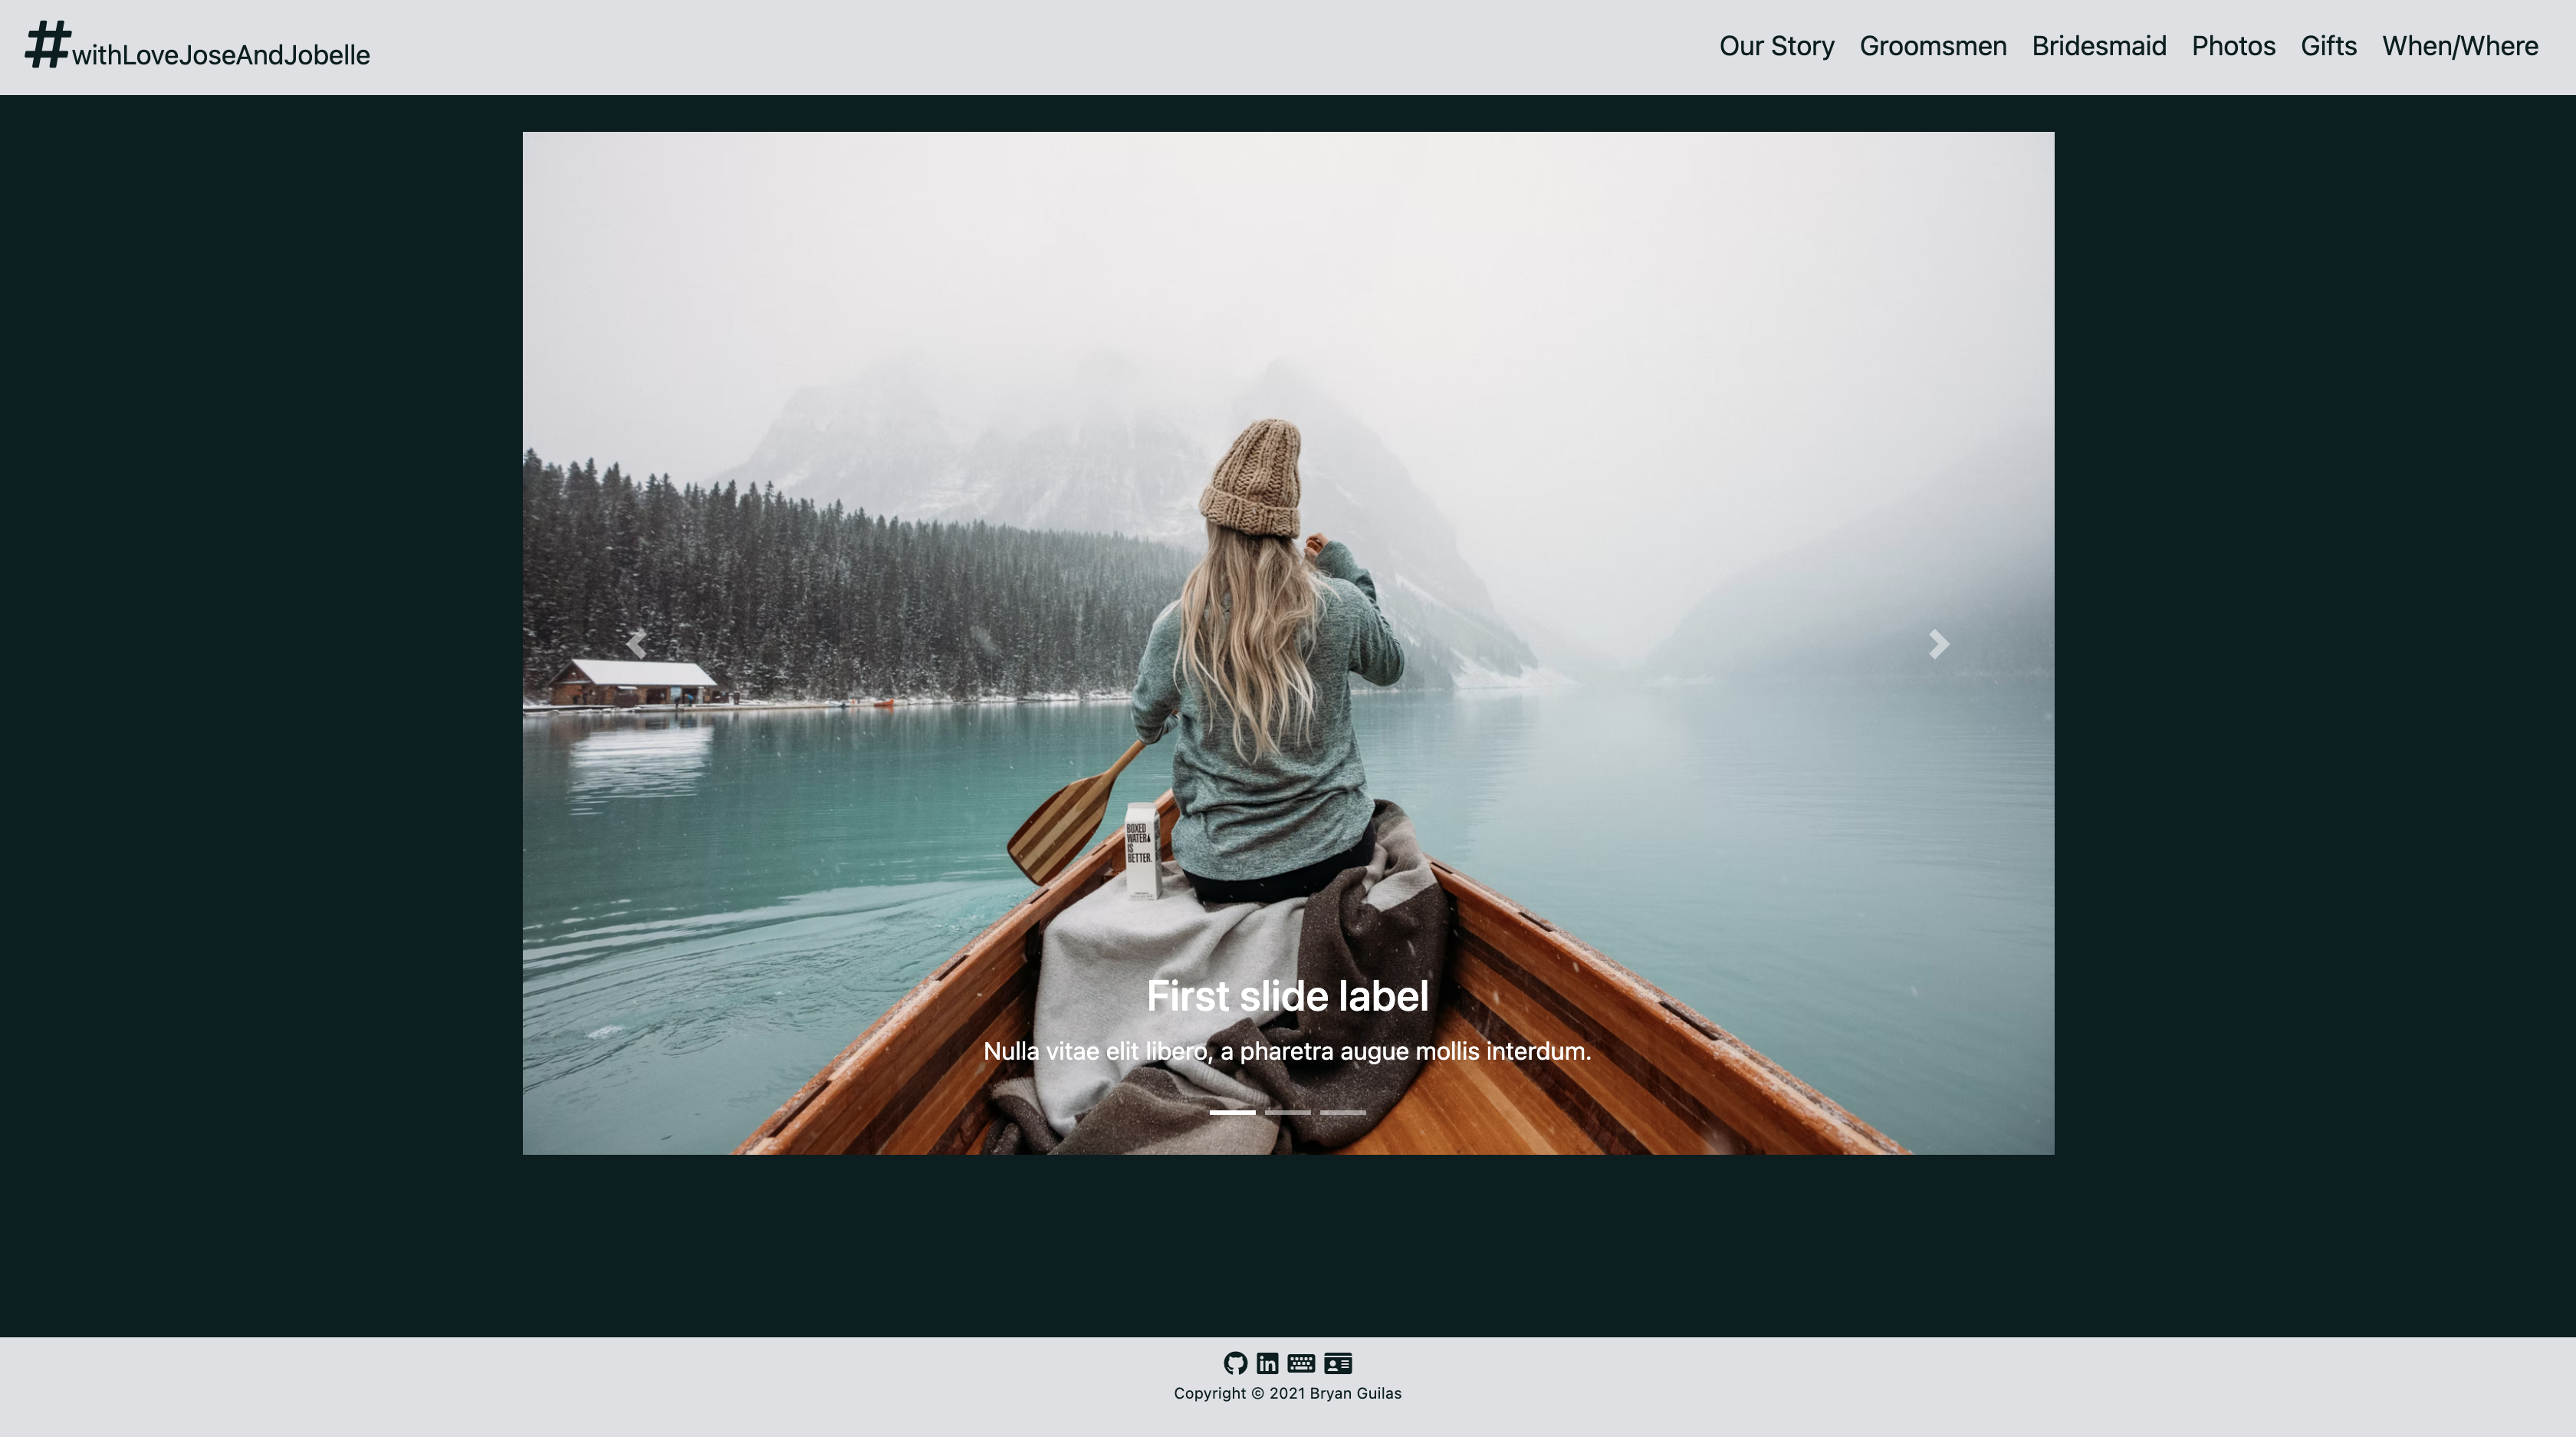 #withLoveJoseAndJobelle
Our Story Groomsmen Bridesmaid Photos Gifts When/Where
BOXED
WATER
IS
BETTER.
First slide label
Nulla vitae elit libero, a pharetra augue mollis interdum.
in
Copyright © 2021 Bryan Guilas